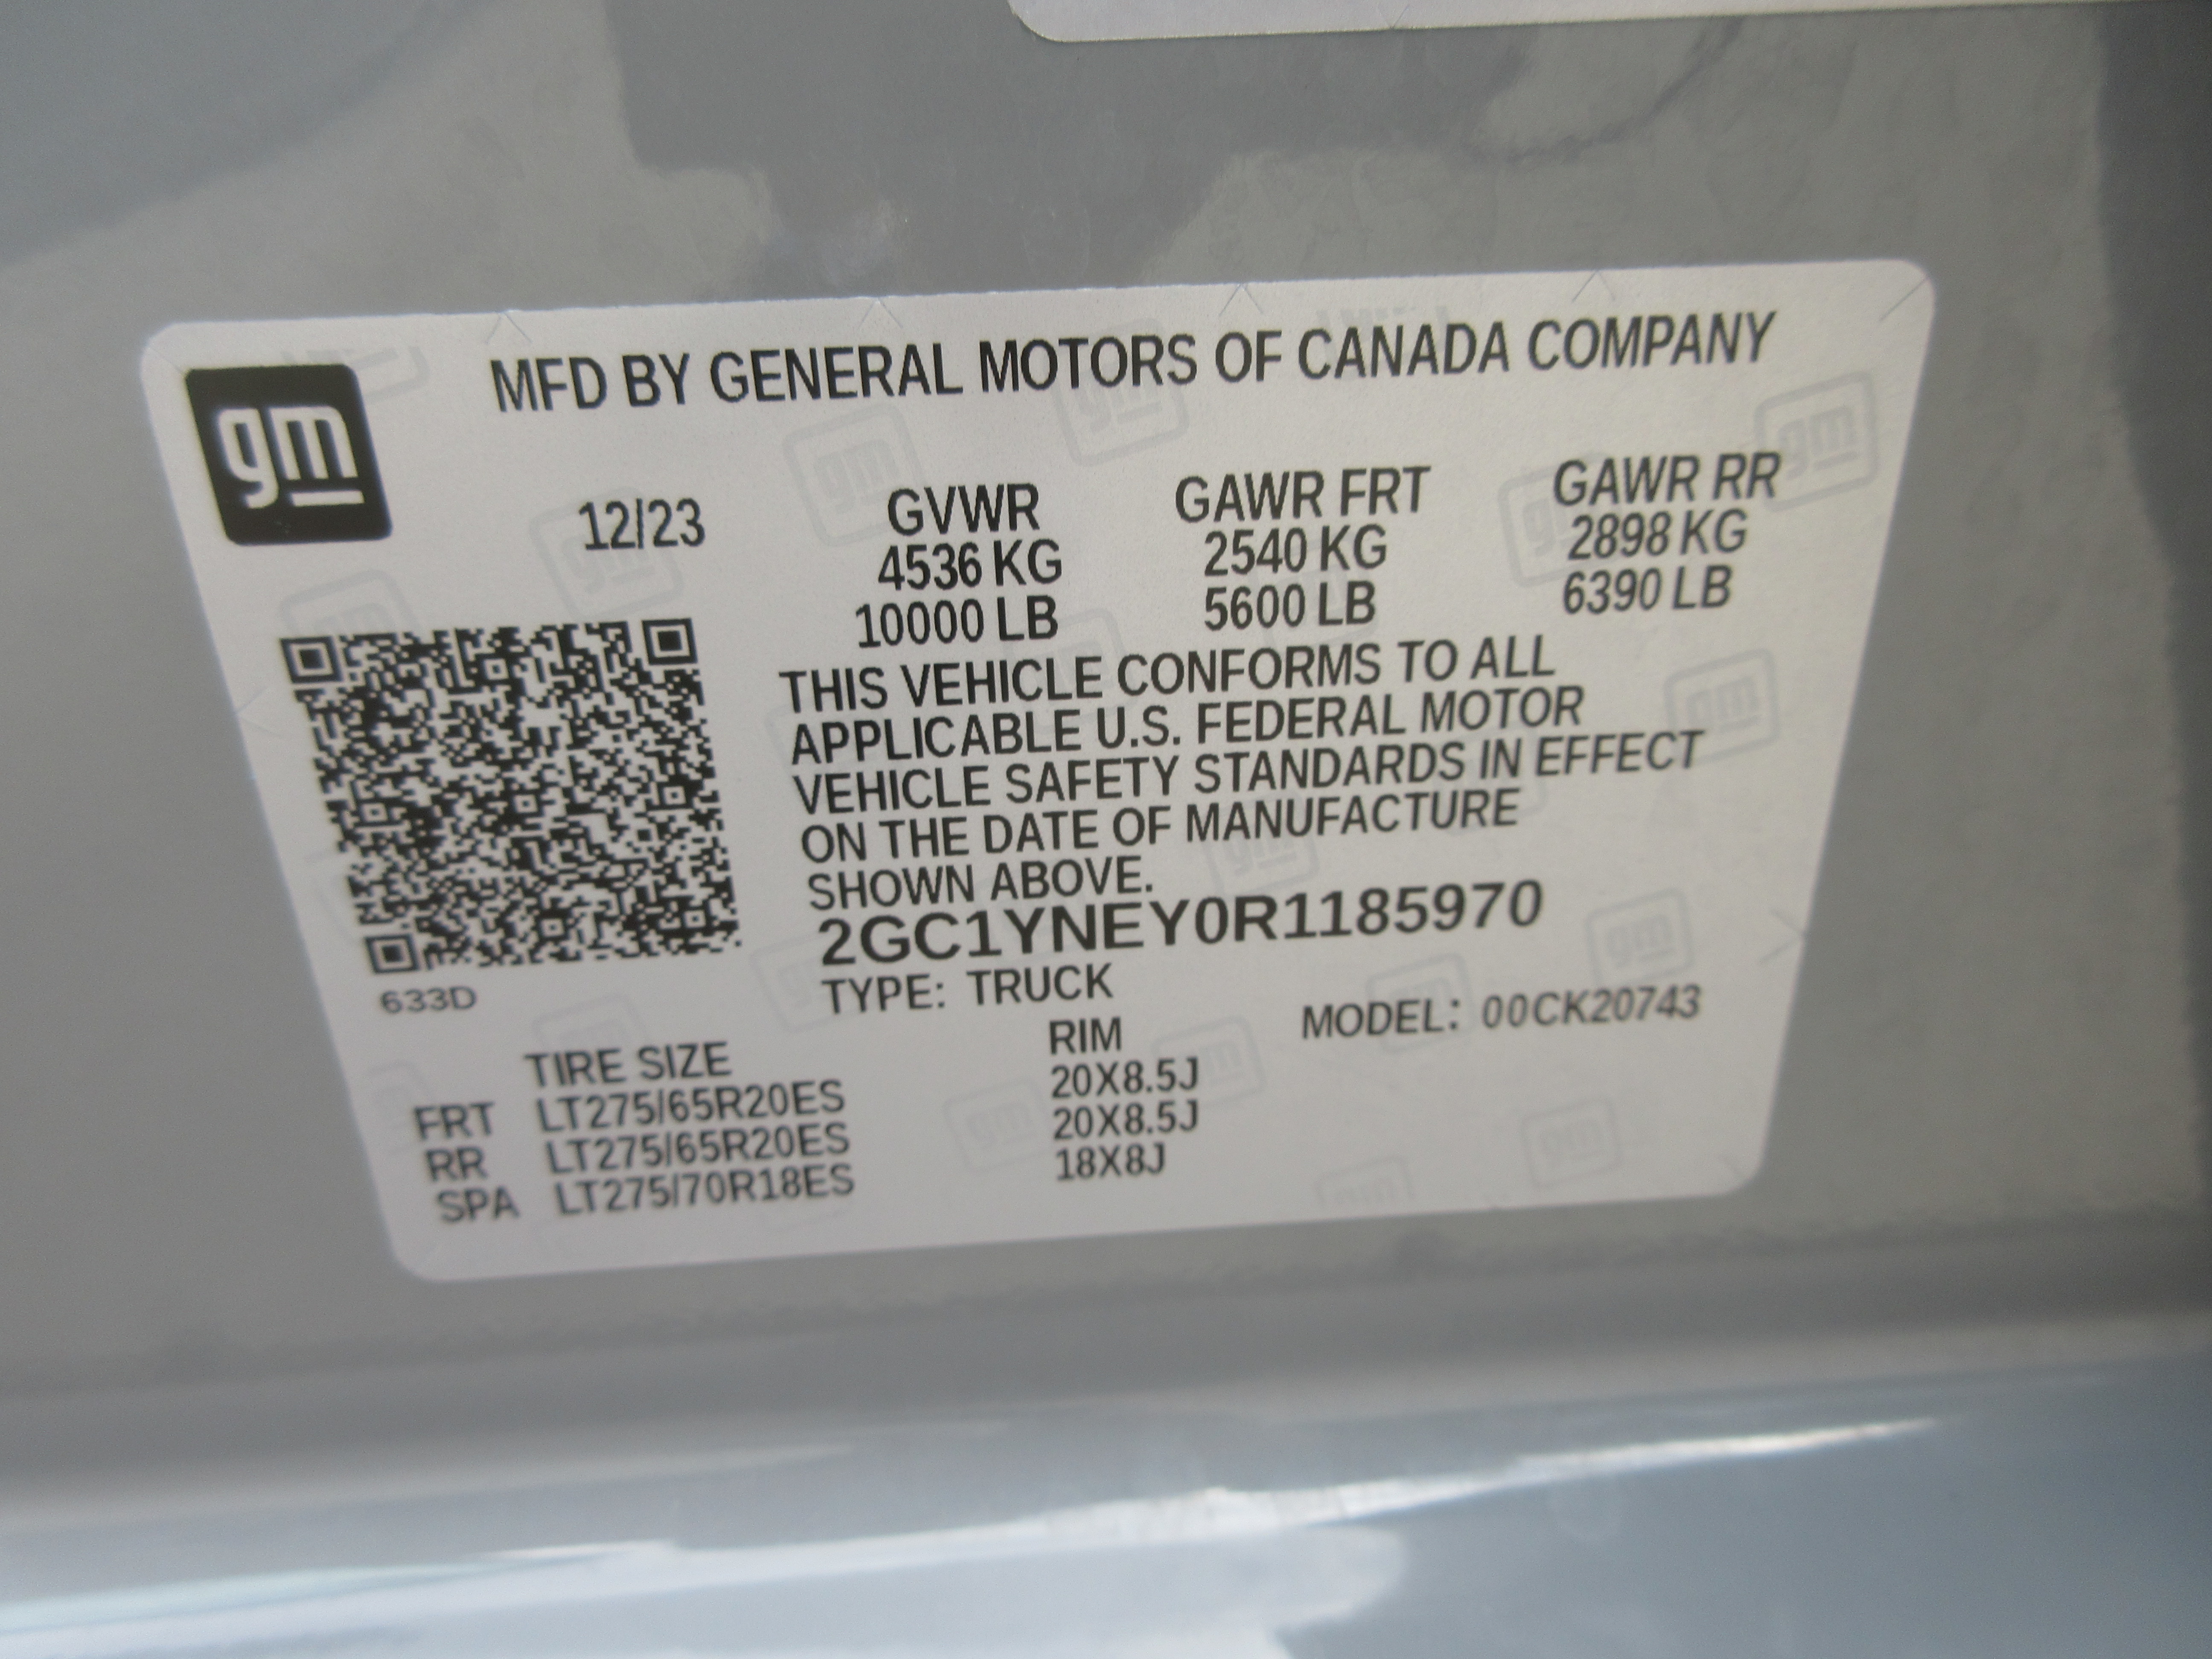 gm
MFD BY GENERAL MOTORS OF CANADA COMPANY
12/23 GVWR GAWR FRT GAWR RR
4536 KG 2540 KG 2898 KG
10000 LB 5600 LB 6390 LB
THIS VEHICLE CONFORMS TO ALL
APPLICABLE U.S. FEDERAL MOTOR
VEHICLE SAFETY STANDARDS IN EFFECT
ON THE DATE OF MANUFACTURE
SHOWN ABOVE.
2GC1YNEY0R1185970
633D
TYPE: TRUCK MODEL: 00CK20743
TIRE SIZE RIM
FRT LT275/65R20ES 20X8.5J
RR LT275/65R20ES 20X8.5J
SPA LT275/70R18ES 18X8J